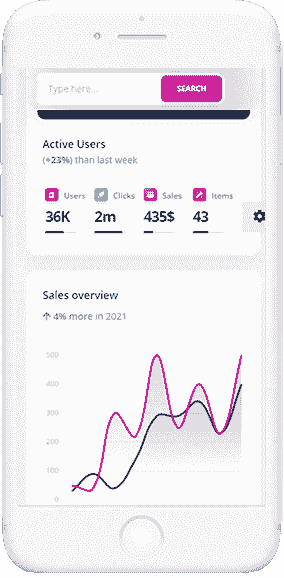 Type here...
SEARCH
Active Users
(+23%) than last week
Users Clicks Sales Items
36K 2m 435$ 43
Sales overview
↑ 4% more in 2021
500
400
300
200
100
0